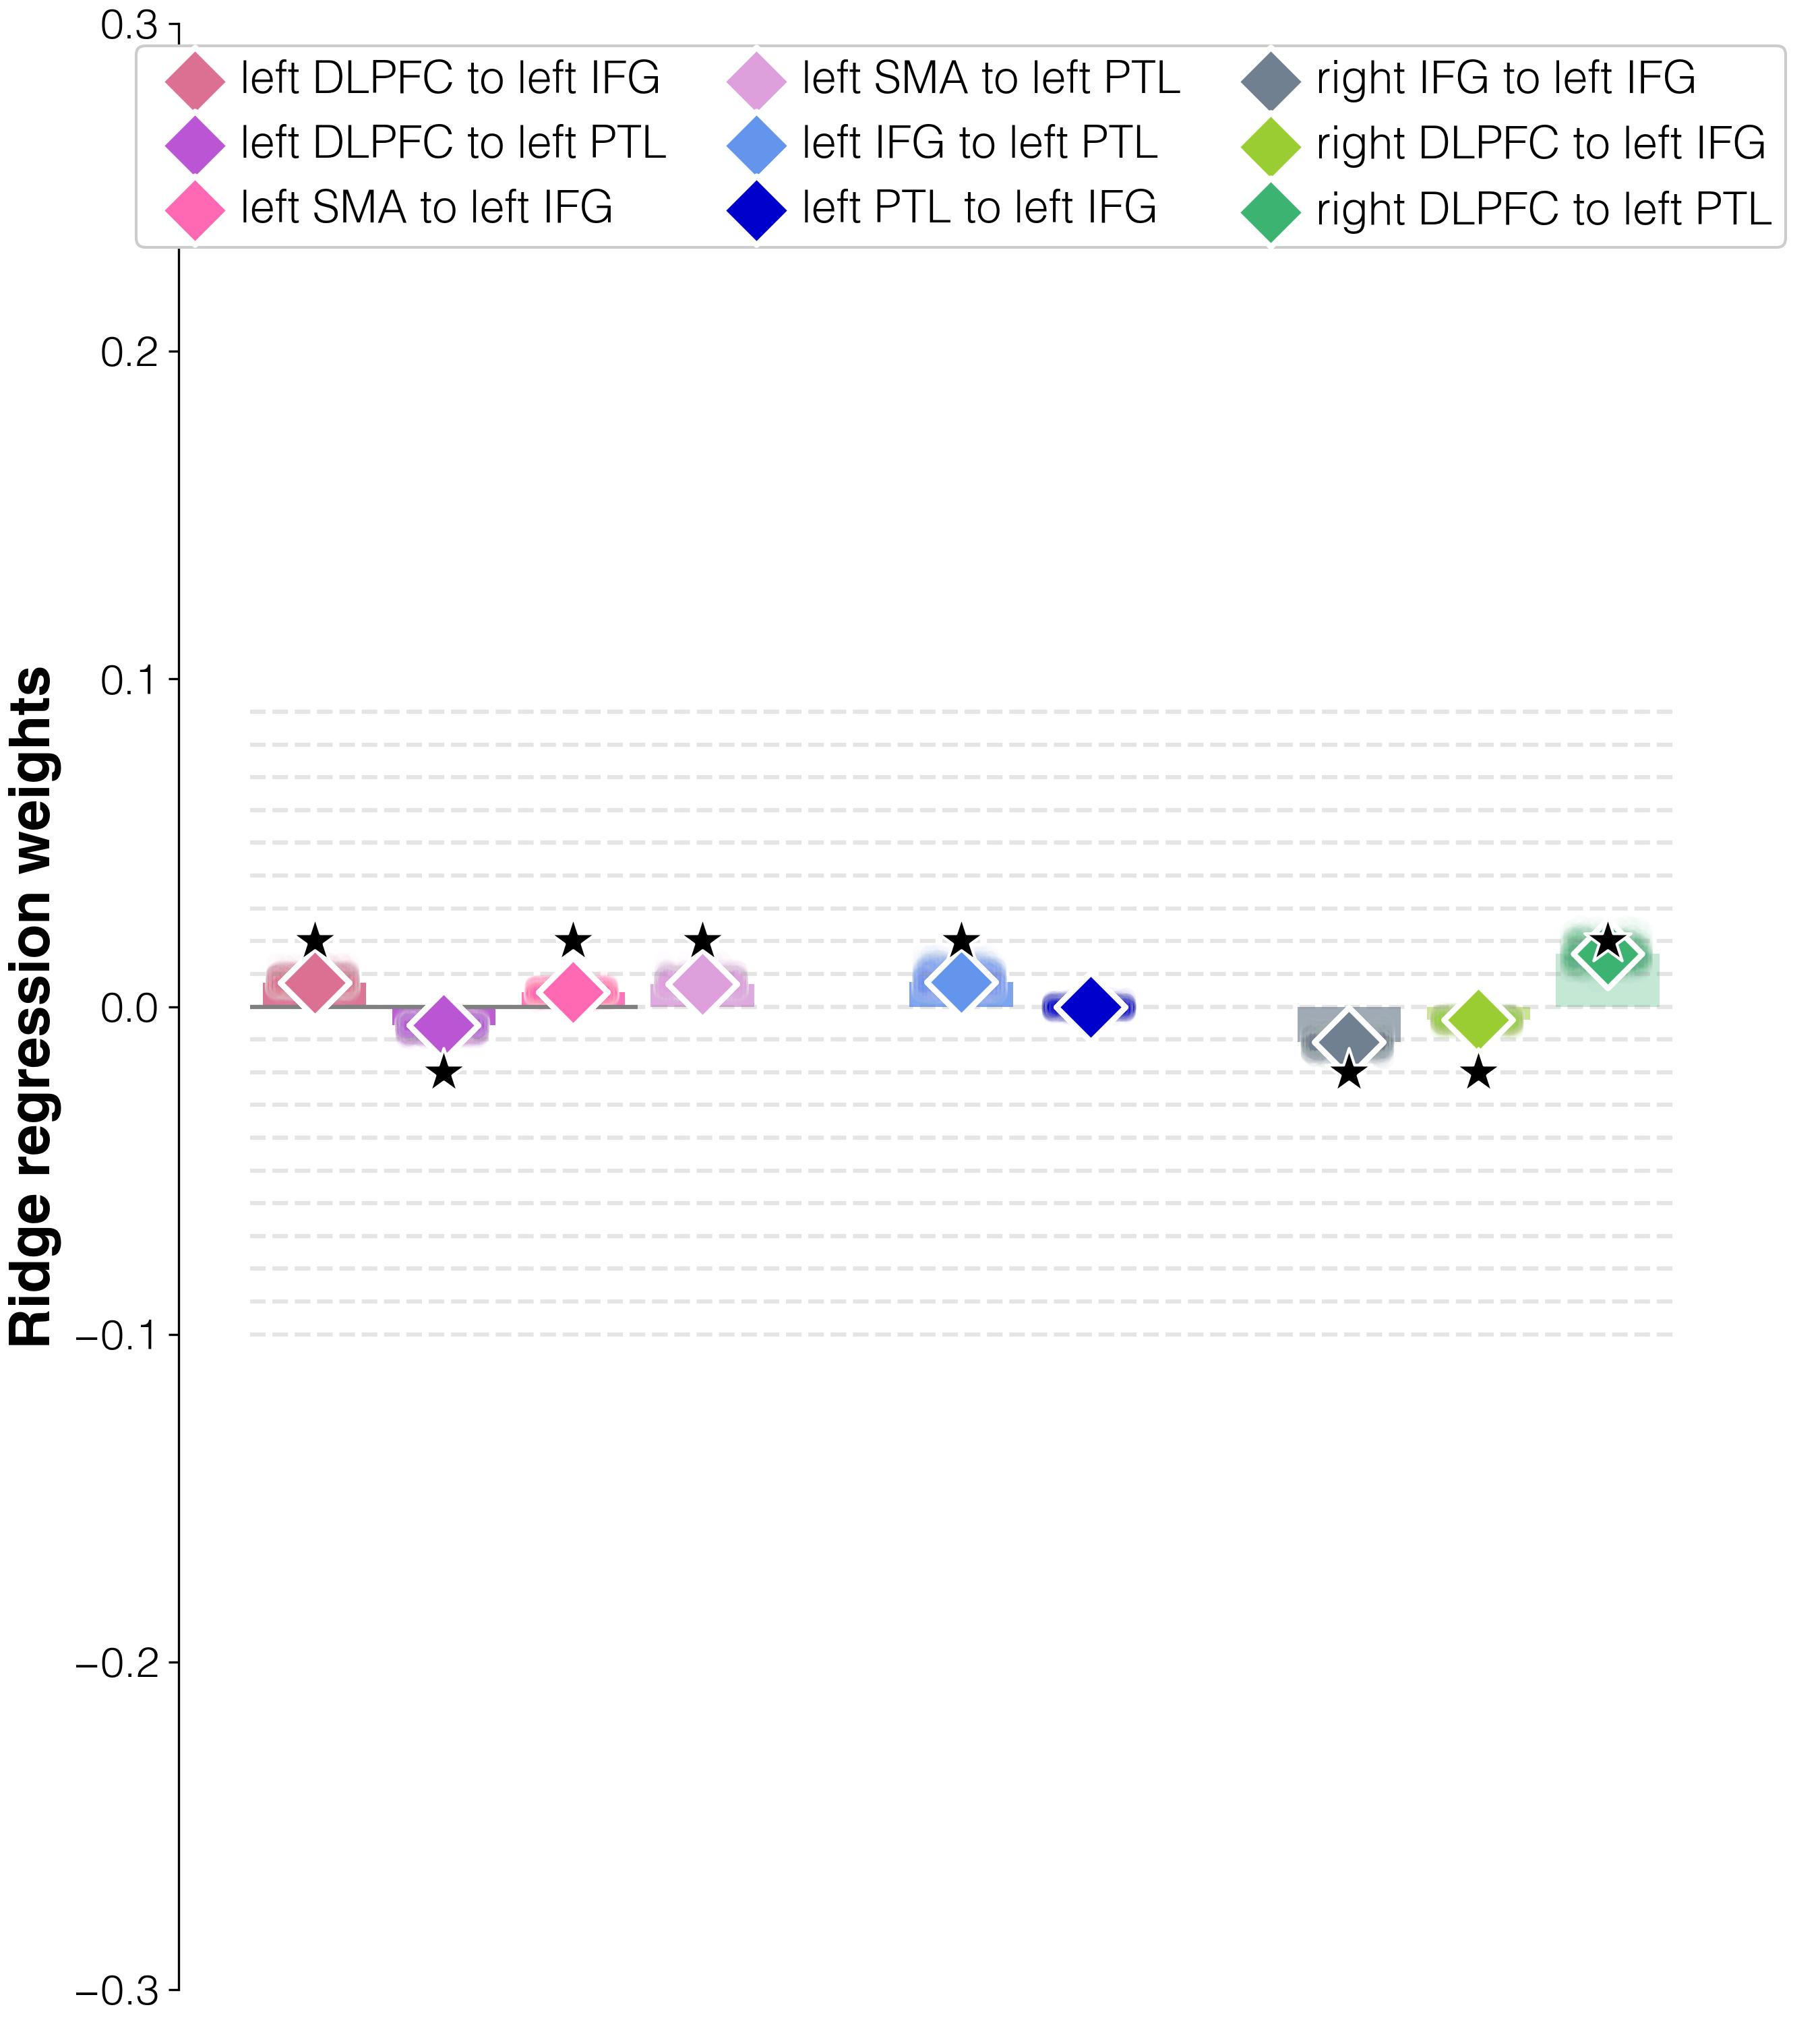 0.3
left DLPFC to left IFG
left DLPFC to left PTL
left SMA to left IFG
left SMA to left PTL
left IFG to left PTL
left PTL to left IFG
right IFG to left IFG
right DLPFC to left IFG
right DLPFC to left PTL
0.2
0.1
0.0
−0.1
−0.2
−0.3
Ridge regression weights